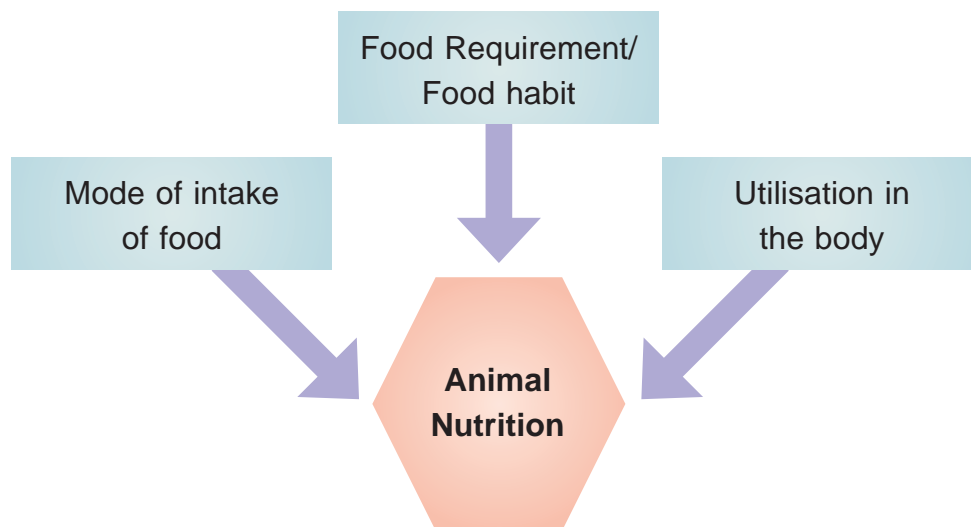 Food Requirement/
Food habit
Mode of intake
of food
Utilisation in
the body
Animal
Nutrition